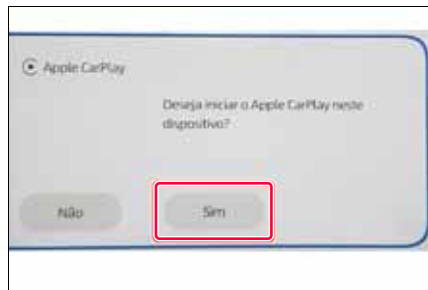 Apple CarPlay
Deseja iniciar o Apple CarPlay neste
dispositivo?
Não
Sim